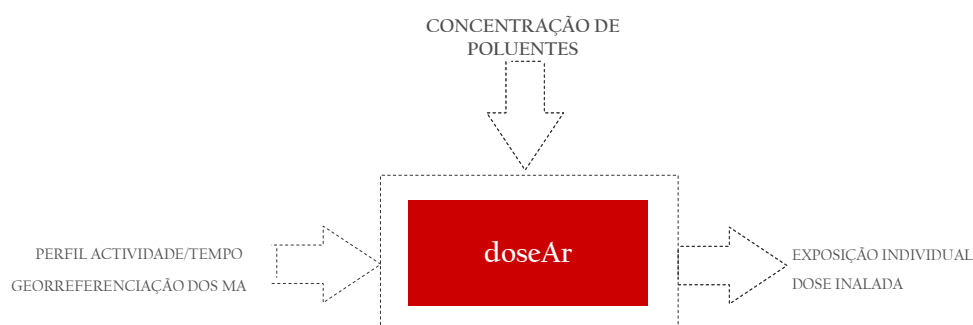 CONCENTRAÇÃO DE
POLUENTES
doseAr
PERFIL ACTIVIDADE/TEMPO
GEORREFERENCIAÇÃO DOS MA
EXPOSIÇÃO INDIVIDUAL
DOSE INALADA